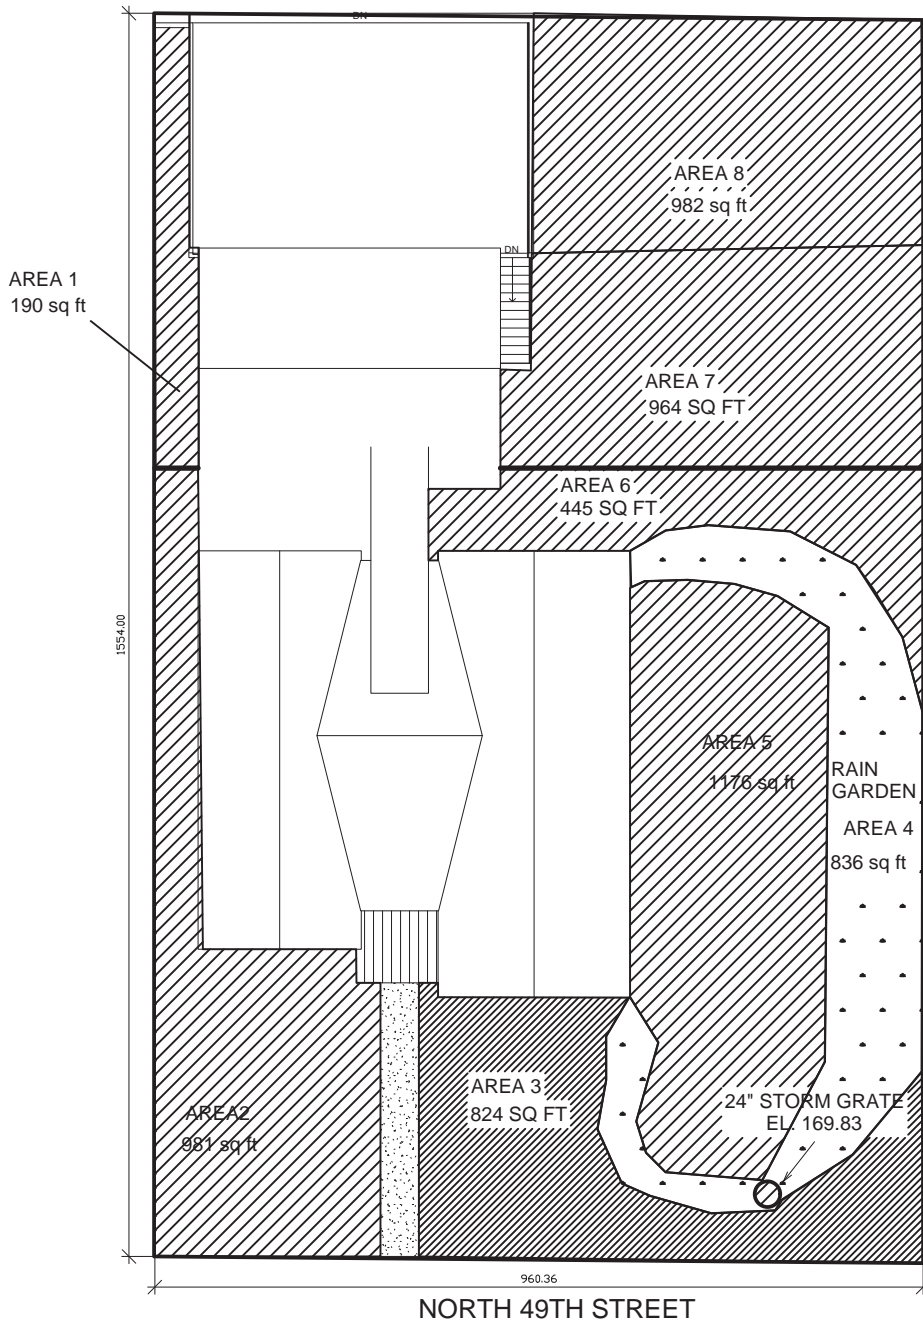 DN
AREA 8
982 sq ft
DN
AREA 1
190 sq ft
AREA 7
964 SQ FT
AREA 6
445 SQ FT
1554.00
AREA 5
1176 sq ft
RAIN
GARDEN
AREA 4
836 sq ft
AREA 3
824 SQ FT
24" STORM GRATE
EL. 169.83
AREA2
981 sq ft
960.36
NORTH 49TH STREET